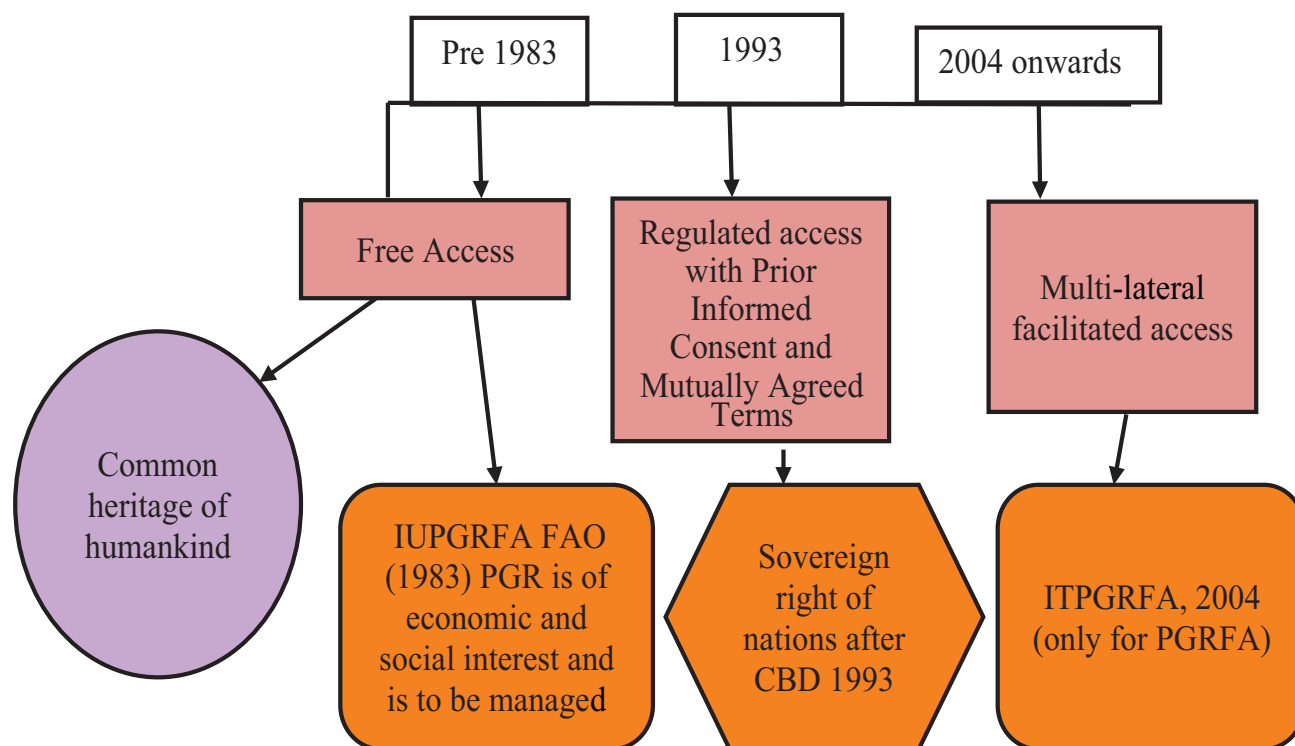 Pre 1983
1993
2004 onwards
Free Access
Regulated access
with Prior
Informed
Consent and
Mutually Agreed
Terms
Multi-lateral
facilitated access
Common
heritage of
humankind
IUPGRFA FAO
(1983) PGR is of
economic and
social interest and
is to be managed
Sovereign
right of
nations after
CBD 1993
ITPGRFA, 2004
(only for PGRFA)